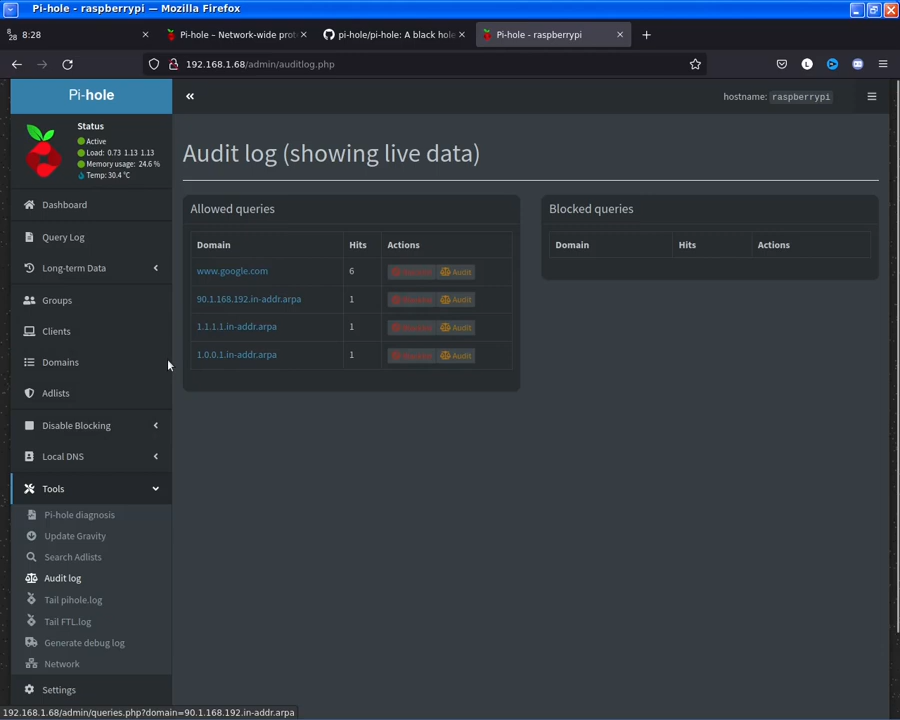 Pi-hole - raspberrypi — Mozilla Firefox
8
28
8:28
Pi-hole – Network-wide prot
pi-hole/pi-hole: A black hole
Pi-hole - raspberrypi
192.168.1.68/admin/auditlog.php
L
Pi-hole
hostname: raspberrypi
Status
Active
Load: 0.73 1.13 1.13
Memory usage: 24.6 %
Temp: 30.4 °C
Dashboard
Query Log
Long-term Data
Groups
Clients
Domains
Adlists
Disable Blocking
Local DNS
Tools
Pi-hole diagnosis
Update Gravity
Search Adlists
Audit log
Tail pihole.log
Tail FTL.log
Generate debug log
Network
Settings
Audit log (showing live data)
Allowed queries
Domain Hits Actions
www.google.com 6 Audit
90.1.168.192.in-addr.arpa 1 Audit
1.1.1.1.in-addr.arpa 1 Audit
1.0.0.1.in-addr.arpa 1 Audit
Blocked queries
Domain Hits Actions
192.168.1.68/admin/queries.php?domain=90.1.168.192.in-addr.arpa